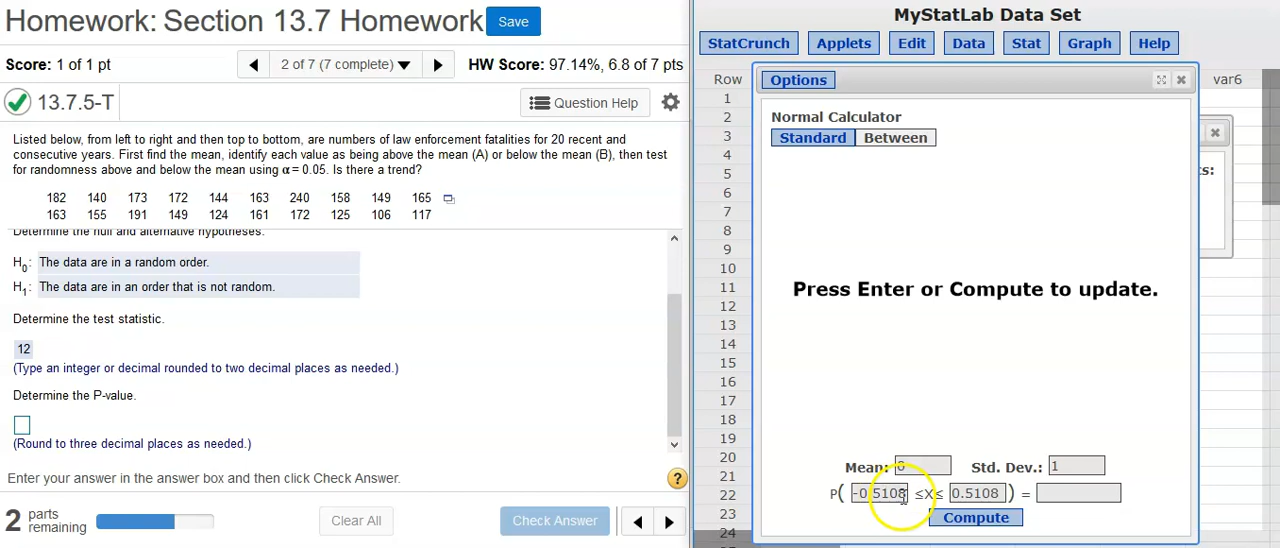 Homework: Section 13.7 Homework Save
Score: 1 of 1 pt 2 of 7 (7 complete) HW Score: 97.14%, 6.8 of 7 pts
13.7.5-T Question Help
Listed below, from left to right and then top to bottom, are numbers of law enforcement fatalities for 20 recent and
consecutive years. First find the mean, identify each value as being above the mean (A) or below the mean (B), then test
for randomness above and below the mean using α = 0.05. Is there a trend?
182 140 173 172 144 163 240 158 149 165
163 155 191 149 124 161 172 125 106 117
Determine the null and alternative hypotheses.
H0: The data are in a random order.
H1: The data are in an order that is not random.
Determine the test statistic.
12
(Type an integer or decimal rounded to two decimal places as needed.)
Determine the P-value.
(Round to three decimal places as needed.)
Enter your answer in the answer box and then click Check Answer.
?
2 parts remaining
Clear All Check Answer
MyStatLab Data Set
StatCrunch Applets Edit Data Stat Graph Help
Row var6
1
2
3
4
5
6
7
8
9
10
11
12
13
14
15
16
17
18
19
20
21
22
23
24
Options
Normal Calculator
Standard Between
Press Enter or Compute to update.
Mean: 0 Std. Dev.: 1
P( -0.5108 ≤X≤ 0.5108 ) =
Compute
ts: